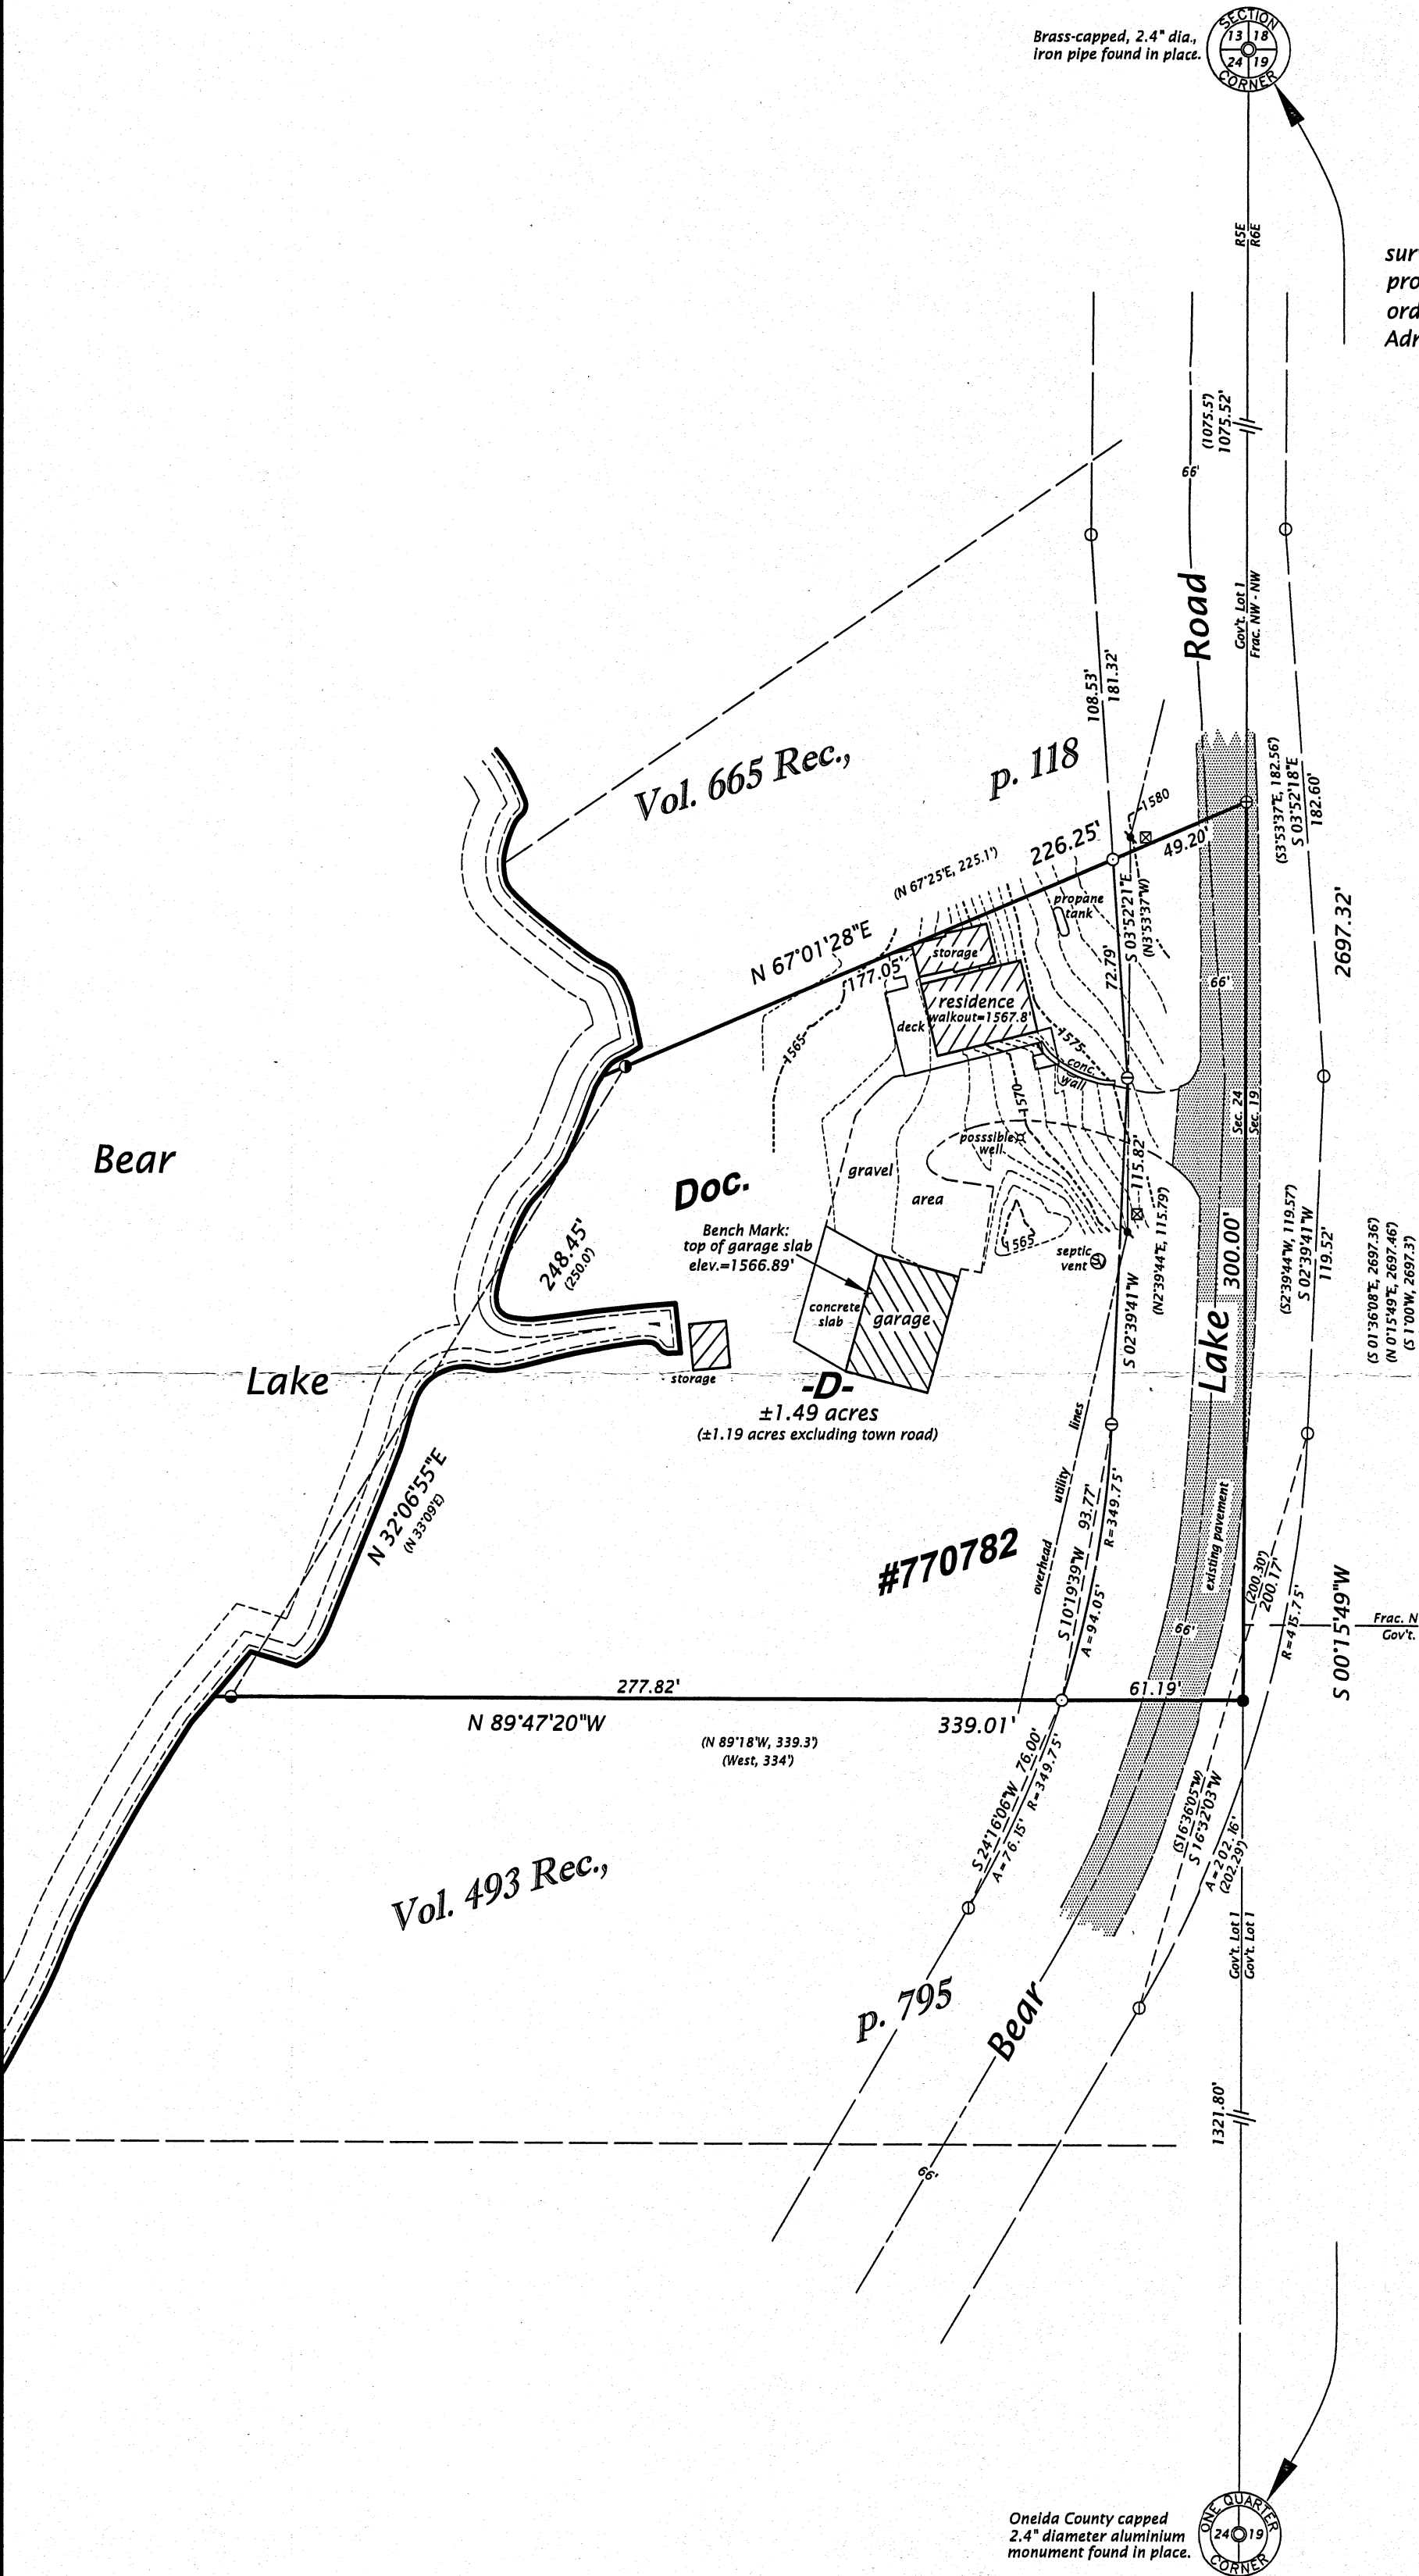 Brass-capped, 2.4" dia.,
iron pipe found in place.
SECTION
13 18
24 19
CORNER
R5E
R6E
sur
pro
ord
Adr
(1075.5')
1075.52'
66'
Road
Gov't. Lot 1
Frac. NW - NW
108.53'
181.32'
Vol. 665 Rec.,
p. 118
1580
49.20'
(S3°53'37"E, 182.56')
S 03°52'18"E
182.60'
2697.32'
226.25'
(N 67°25'E, 225.1')
N 67°01'28"E
177.05'
propane
tank
S 03°52'21"E
(N3°53'37"W)
72.79'
66'
storage
residence
walkout=1567.8'
deck
1565
1575
conc.
wall
1570
Sec. 24
Sec. 19
posssible
well
115.82'
(N2°39'44"E, 115.79')
S 02°39'41"W
gravel
area
1565
septic
vent
Bear
Lake
Doc.
Bench Mark:
top of garage slab
elev.=1566.89'
concrete
slab
garage
248.45'
(250.0')
storage
-D-
±1.49 acres
(±1.19 acres excluding town road)
300.00'
Lake
(S2°39'44"W, 119.57')
S 02°39'41"W
119.52'
(S 01°36'08"E, 2697.36')
(N 0°15'49"E, 2697.46')
(S 1°00'W, 2697.3')
N 32°06'55"E
(N 33°09'E)
overhead
utility
lines
#770782
S 10°19'39"W 93.77'
A=94.05'
R=349.75'
existing pavement
66'
(200.30')
200.17'
R=415.75'
S 00°15'49"W
Frac. N
Gov't.
277.82'
61.19'
N 89°47'20"W
339.01'
(N 89°18'W, 339.3')
(West, 334')
S 24°16'06"W 76.00'
A=76.15' R=349.75'
(S16°36'05"W)
S 16°32'03"W
A=202.16'
(202.29')
Vol. 493 Rec.,
p. 795
Bear
Gov't. Lot 1
Gov't. Lot 1
1321.80'
66'
Oneida County capped
2.4" diameter aluminium
monument found in place.
ONE QUARTER
24 19
CORNER